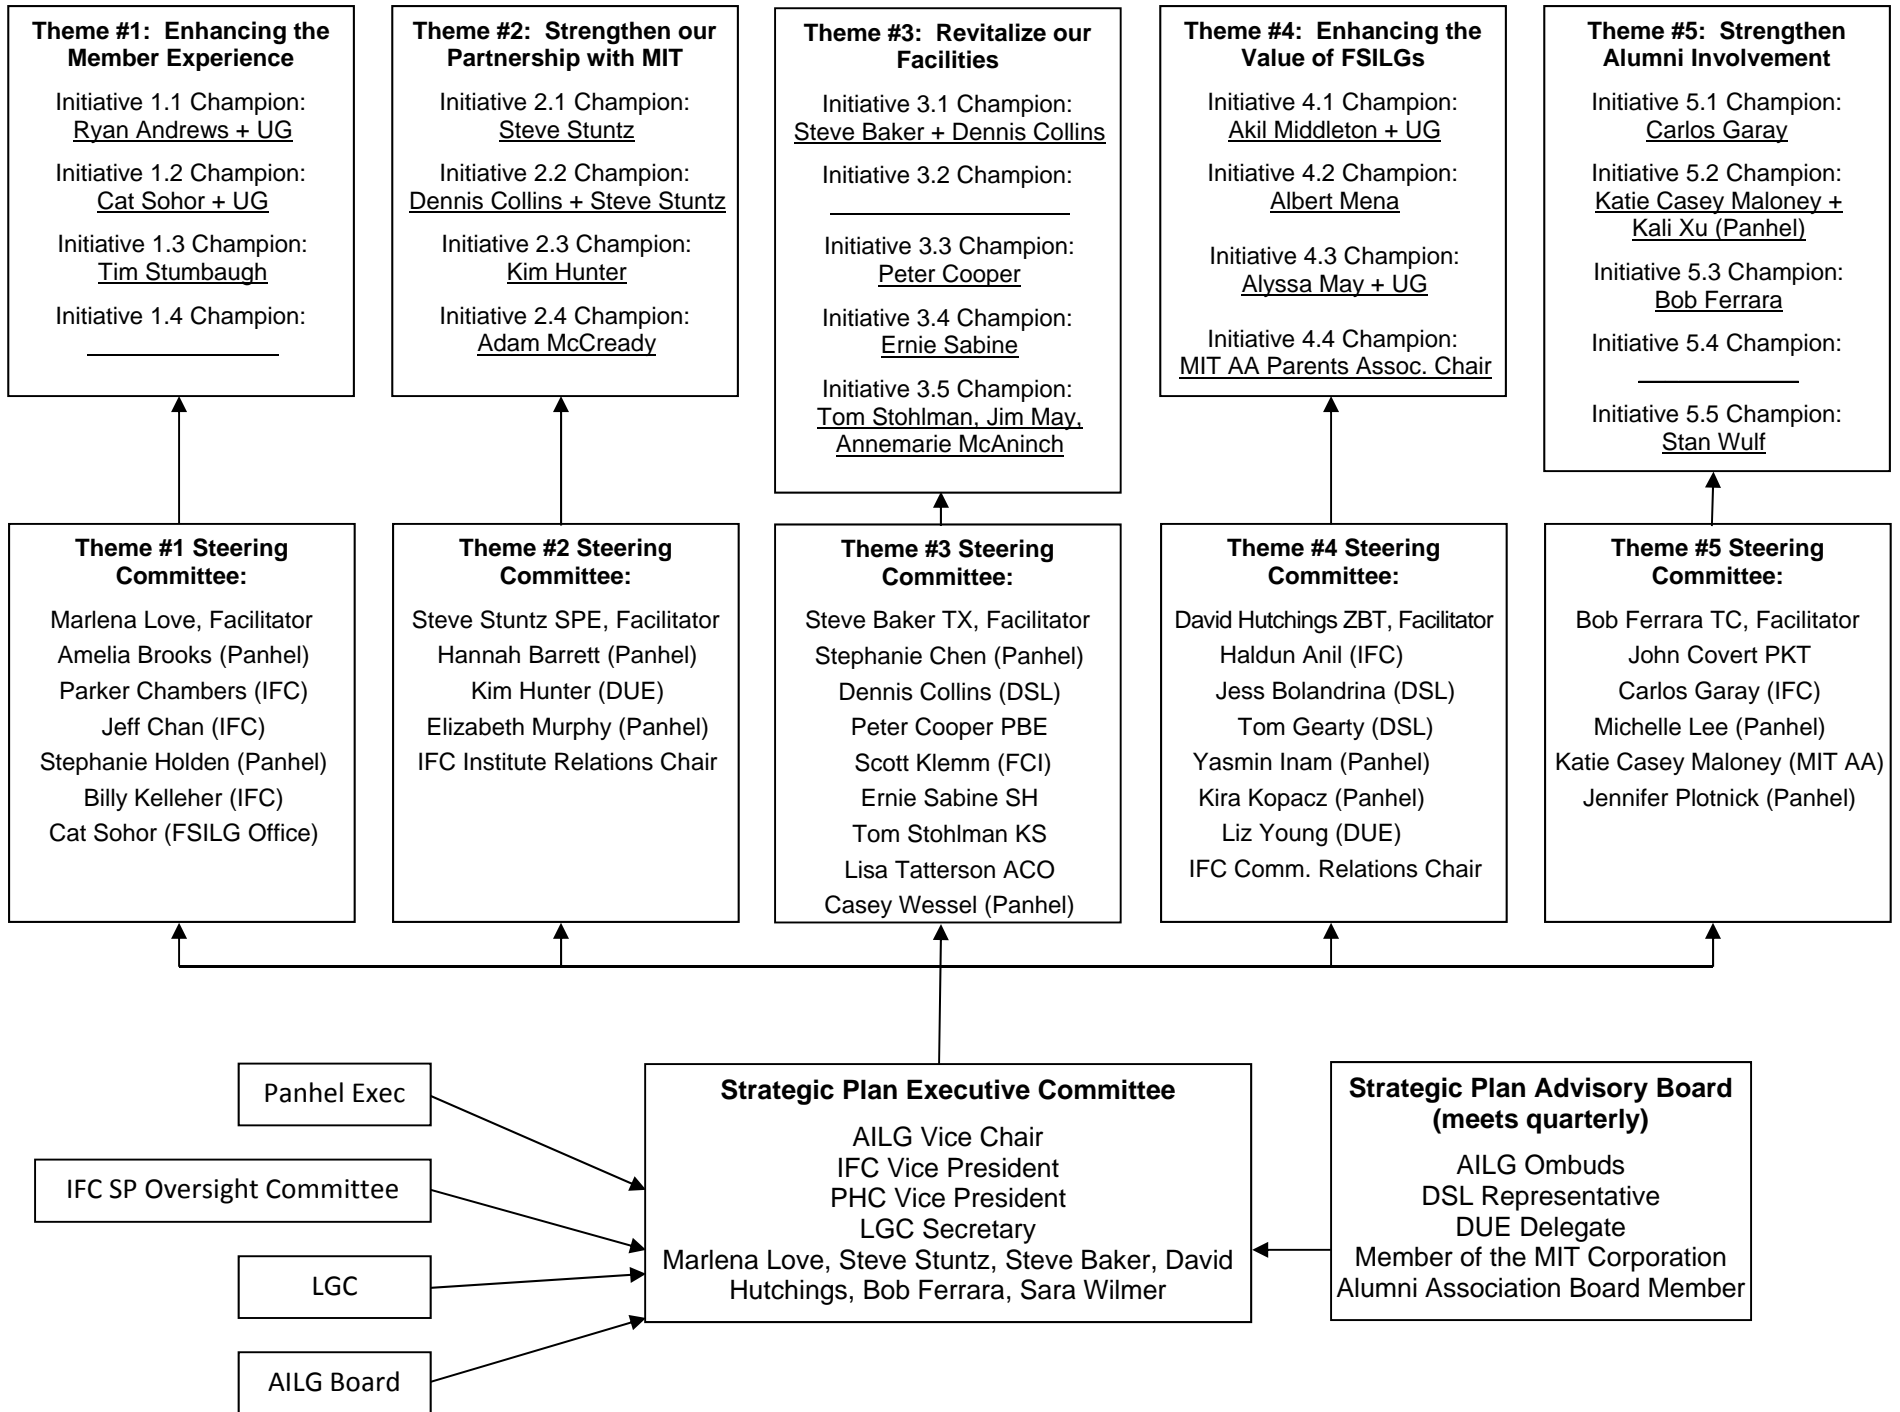 Theme #1:  Enhancing the
Member Experience
Initiative 1.1 Champion:
Ryan Andrews + UG
Initiative 1.2 Champion:
Cat Sohor + UG
Initiative 1.3 Champion:
Tim Stumbaugh
Initiative 1.4 Champion:
Theme #2:  Strengthen our
Partnership with MIT
Initiative 2.1 Champion:
Steve Stuntz
Initiative 2.2 Champion:
Dennis Collins + Steve Stuntz
Initiative 2.3 Champion:
Kim Hunter
Initiative 2.4 Champion:
Adam McCready
Theme #3:  Revitalize our
Facilities
Initiative 3.1 Champion:
Steve Baker + Dennis Collins
Initiative 3.2 Champion:
Initiative 3.3 Champion:
Peter Cooper
Initiative 3.4 Champion:
Ernie Sabine
Initiative 3.5 Champion:
Tom Stohlman, Jim May,
Annemarie McAninch
Theme #4:  Enhancing the
Value of FSILGs
Initiative 4.1 Champion:
Akil Middleton + UG
Initiative 4.2 Champion:
Albert Mena
Initiative 4.3 Champion:
Alyssa May + UG
Initiative 4.4 Champion:
MIT AA Parents Assoc. Chair
Theme #5:  Strengthen
Alumni Involvement
Initiative 5.1 Champion:
Carlos Garay
Initiative 5.2 Champion:
Katie Casey Maloney +
Kali Xu (Panhel)
Initiative 5.3 Champion:
Bob Ferrara
Initiative 5.4 Champion:
Initiative 5.5 Champion:
Stan Wulf
Theme #1 Steering
Committee:
Marlena Love, Facilitator
Amelia Brooks (Panhel)
Parker Chambers (IFC)
Jeff Chan (IFC)
Stephanie Holden (Panhel)
Billy Kelleher (IFC)
Cat Sohor (FSILG Office)
Theme #2 Steering
Committee:
Steve Stuntz SPE, Facilitator
Hannah Barrett (Panhel)
Kim Hunter (DUE)
Elizabeth Murphy (Panhel)
IFC Institute Relations Chair
Theme #3 Steering
Committee:
Steve Baker TX, Facilitator
Stephanie Chen (Panhel)
Dennis Collins (DSL)
Peter Cooper PBE
Scott Klemm (FCI)
Ernie Sabine SH
Tom Stohlman KS
Lisa Tatterson ACO
Casey Wessel (Panhel)
Theme #4 Steering
Committee:
David Hutchings ZBT, Facilitator
Haldun Anil (IFC)
Jess Bolandrina (DSL)
Tom Gearty (DSL)
Yasmin Inam (Panhel)
Kira Kopacz (Panhel)
Liz Young (DUE)
IFC Comm. Relations Chair
Theme #5 Steering
Committee:
Bob Ferrara TC, Facilitator
John Covert PKT
Carlos Garay (IFC)
Michelle Lee (Panhel)
Katie Casey Maloney (MIT AA)
Jennifer Plotnick (Panhel)
Panhel Exec
IFC SP Oversight Committee
LGC
AILG Board
Strategic Plan Executive Committee
AILG Vice Chair
IFC Vice President
PHC Vice President
LGC Secretary
Marlena Love, Steve Stuntz, Steve Baker, David
Hutchings, Bob Ferrara, Sara Wilmer
Strategic Plan Advisory Board
(meets quarterly)
AILG Ombuds
DSL Representative
DUE Delegate
Member of the MIT Corporation
Alumni Association Board Member